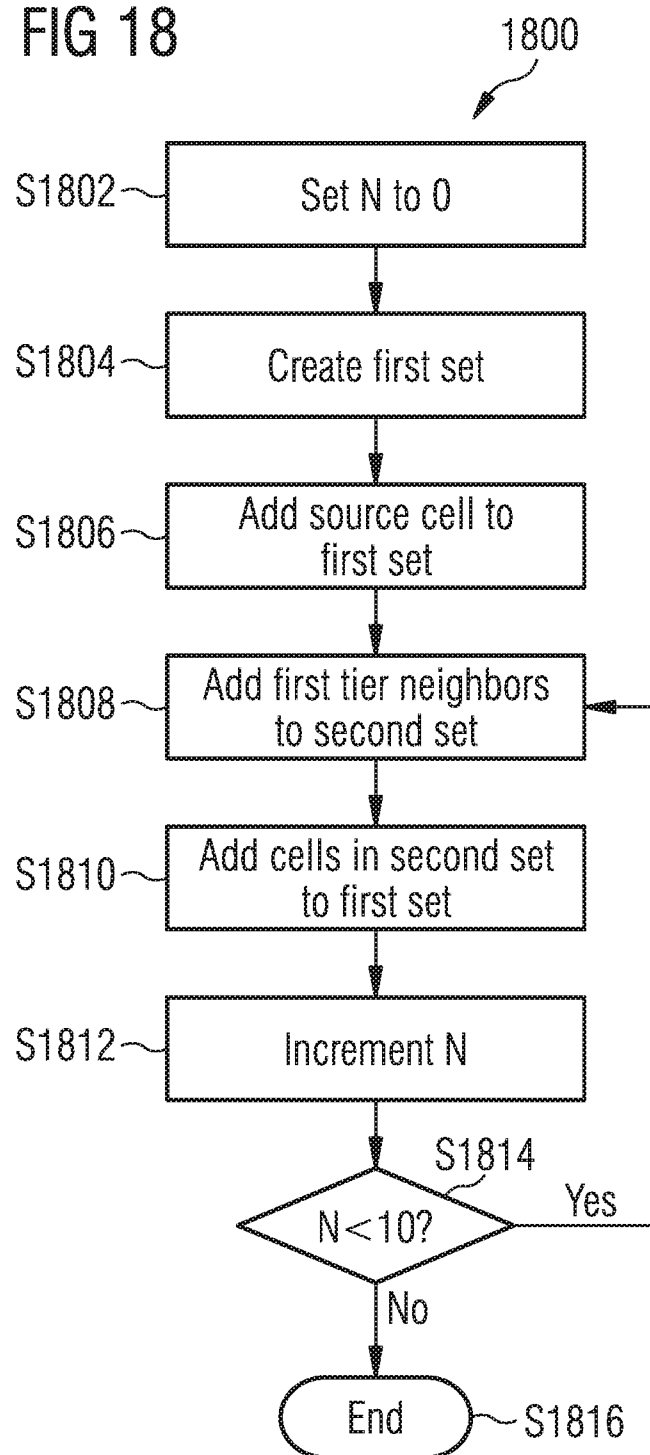 FIG 18
1800
S1802
Set N to 0
S1804
Create first set
S1806
Add source cell to
first set
S1808
Add first tier neighbors
to second set
S1810
Add cells in second set
to first set
S1812
Increment N
S1814
N<10?
Yes
No
End
S1816